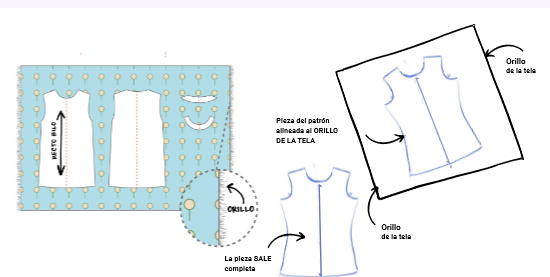 RECTO HILO
ORILLO
Pieza del patrón
alineada al ORILLO
DE LA TELA
Orillo
de la tela
Orillo
de la tela
La pieza SALE
completa